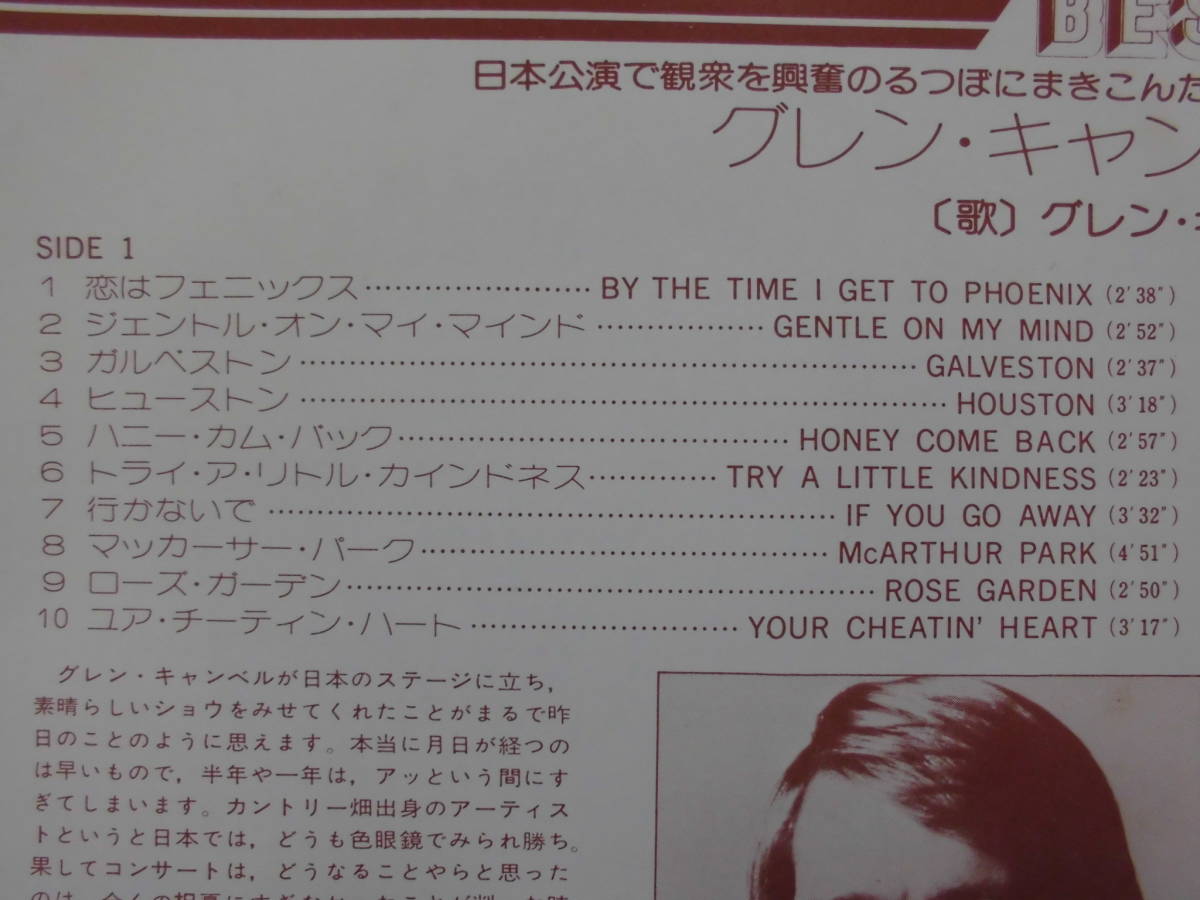 BES
日本公演で観衆を興奮のるつぼにまきこんだ
グレン・キャン
〔歌〕グレン・キ
SIDE 1
1 恋はフェニックス…………………… BY THE TIME I GET TO PHOENIX (2'38")
2 ジェントル・オン・マイ・マインド ……………… GENTLE ON MY MIND (2'52")
3 ガルベストン ………………………………………………………… GALVESTON (2'37")
4 ヒューストン …………………………………………………………… HOUSTON (3'18")
5 ハニー・カム・バック…………………………………… HONEY COME BACK (2'57")
6 トライ・ア・リトル・カインドネス………… TRY A LITTLE KINDNESS (2'23")
7 行かないで …………………………………………………… IF YOU GO AWAY (3'32")
8 マッカーサー・パーク…………………………………… McARTHUR PARK (4'51")
9 ローズ・ガーデン………………………………………………… ROSE GARDEN (2'50")
10 ユア・チーティン・ハート ……………………… YOUR CHEATIN' HEART (3'17")
グレン・キャンベルが日本のステージに立ち,
素晴らしいショウをみせてくれたことがまるで昨
日のことのように思えます。本当に月日が経つの
は早いもので, 半年や一年は, アッという間にす
ぎてしまいます。カントリー畑出身のアーティス
トというと日本では, どうも色眼鏡でみられ勝ち。
果してコンサートは, どうなることやらと思った